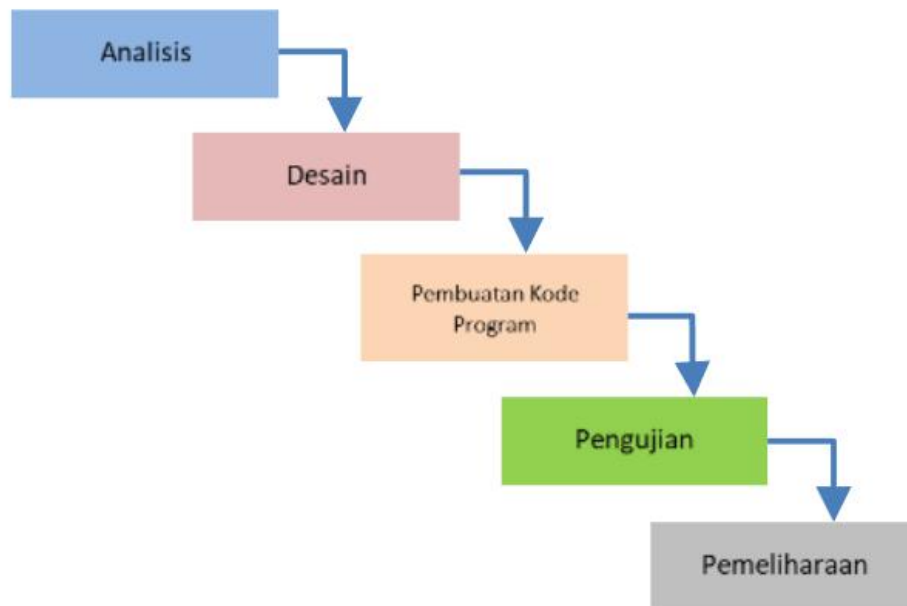 Analisis
Desain
Pembuatan Kode
Program
Pengujian
Pemeliharaan